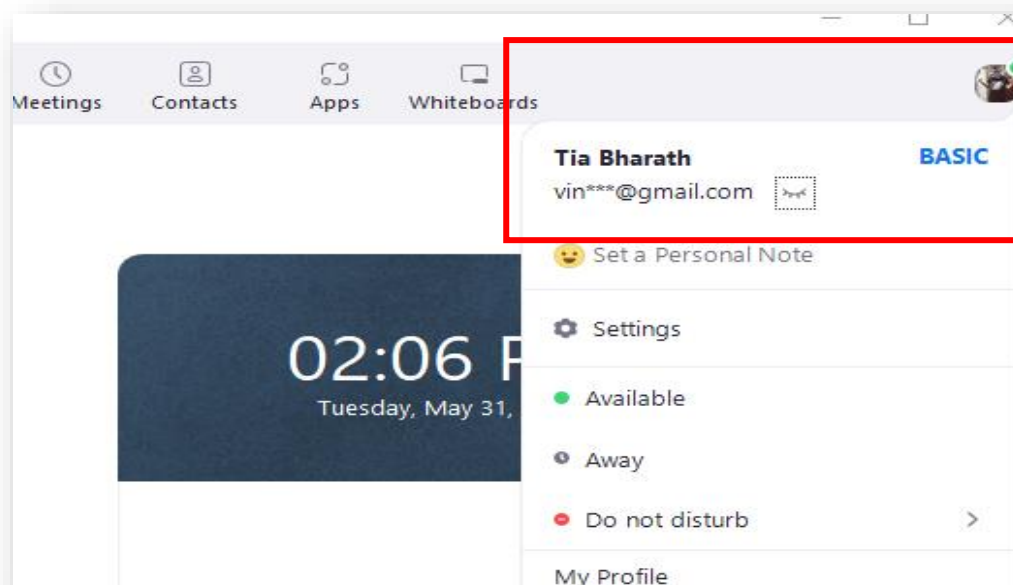 Meetings Contacts Apps Whiteboards
Tia Bharath BASIC
vin***@gmail.com
Set a Personal Note
Settings
02:06 P
Tuesday, May 31,
Available
Away
Do not disturb
My Profile